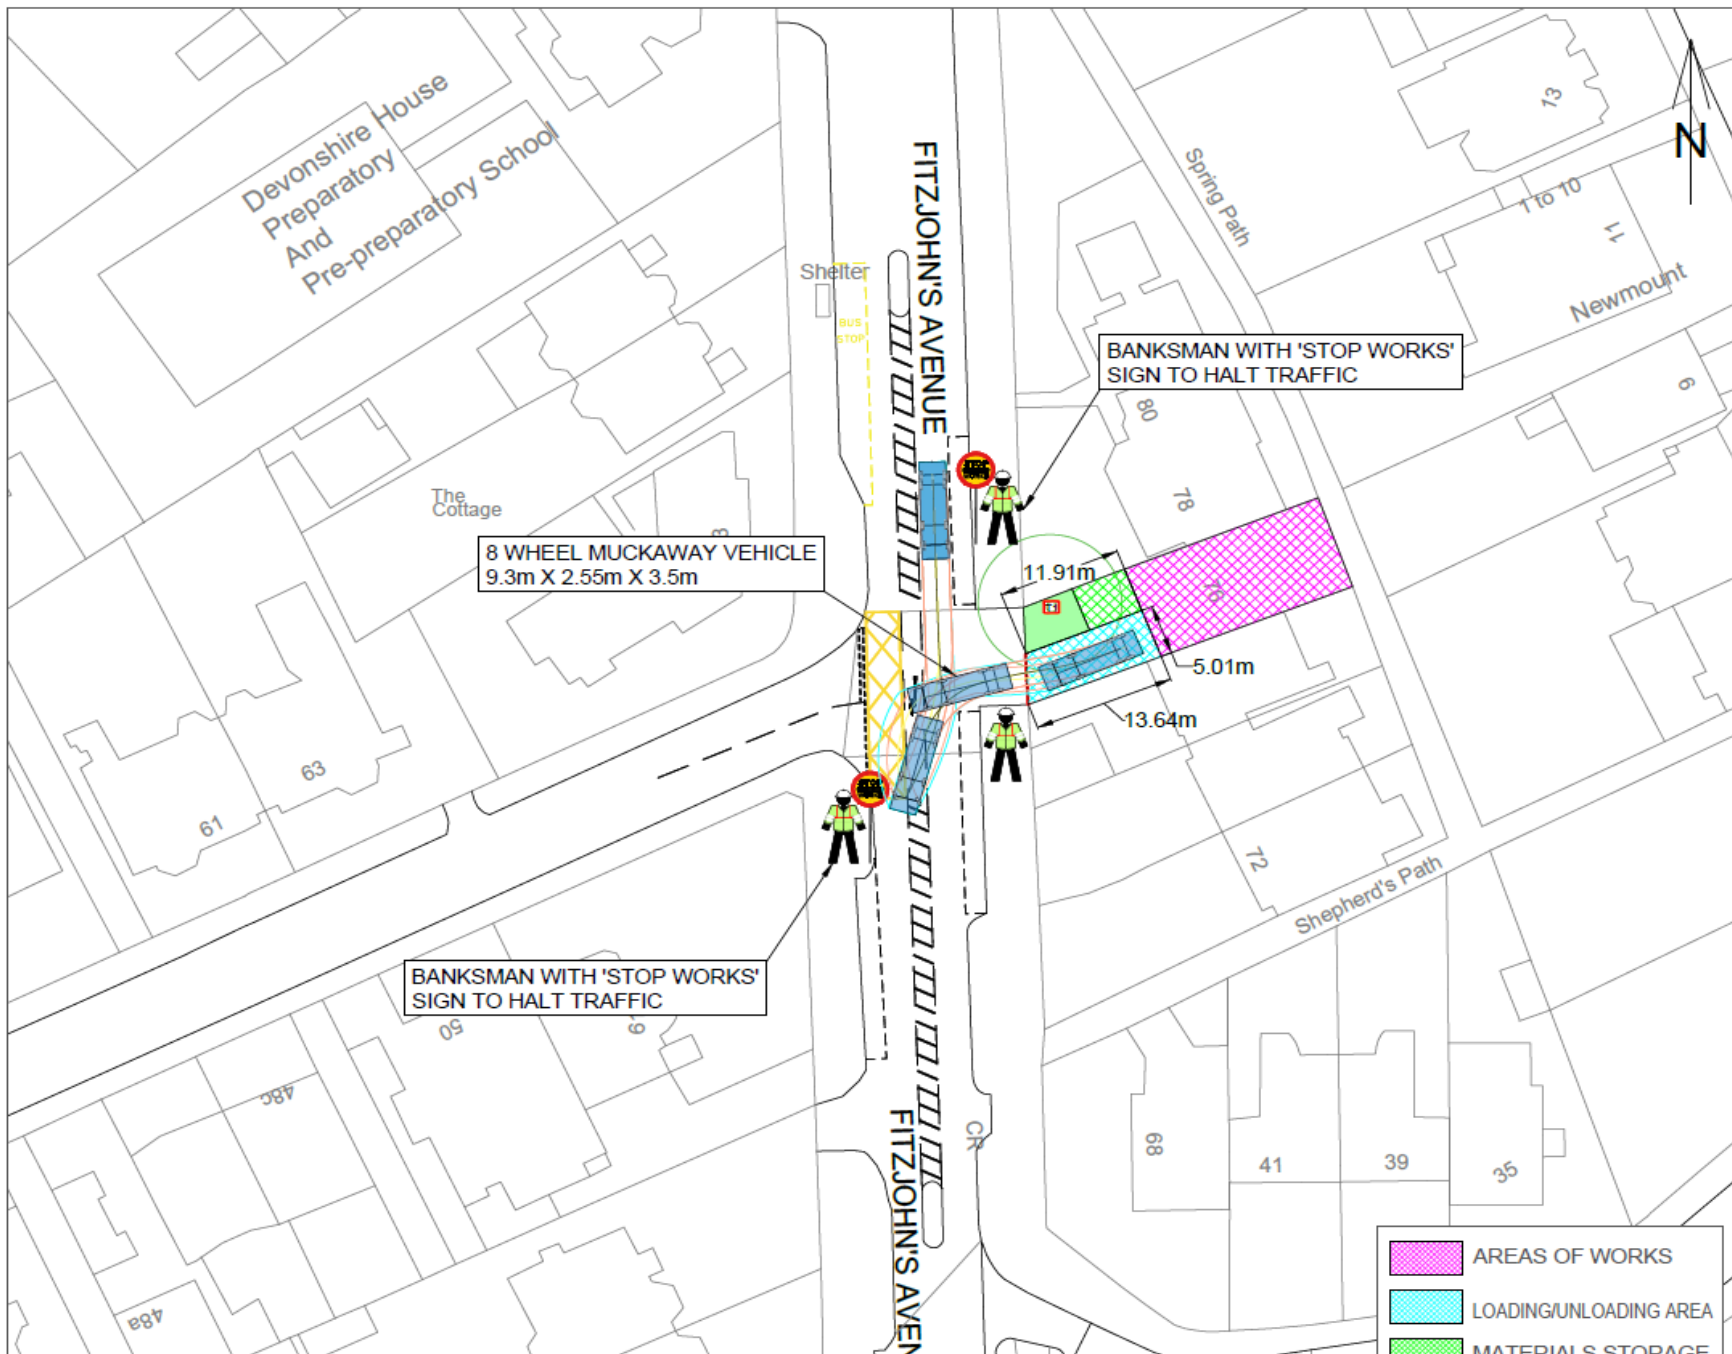 Devonshire House
Preparatory
And
Pre-preparatory School
FITZJOHN'S AVENUE
Spring Path
13
N
1 to 10
11
Newmount
Shelter
BUS
STOP
BANKSMAN WITH 'STOP WORKS'
SIGN TO HALT TRAFFIC
6
80
78
The
Cottage
8 WHEEL MUCKAWAY VEHICLE
9.3m X 2.55m X 3.5m
11.91m
76
5.01m
13.64m
63
61
72
Shepherd's Path
BANKSMAN WITH 'STOP WORKS'
SIGN TO HALT TRAFFIC
50
48c
CR
68
41
39
35
FITZJOHN'S AVEN
48a
AREAS OF WORKS
LOADING/UNLOADING AREA
MATERIALS STORAGE